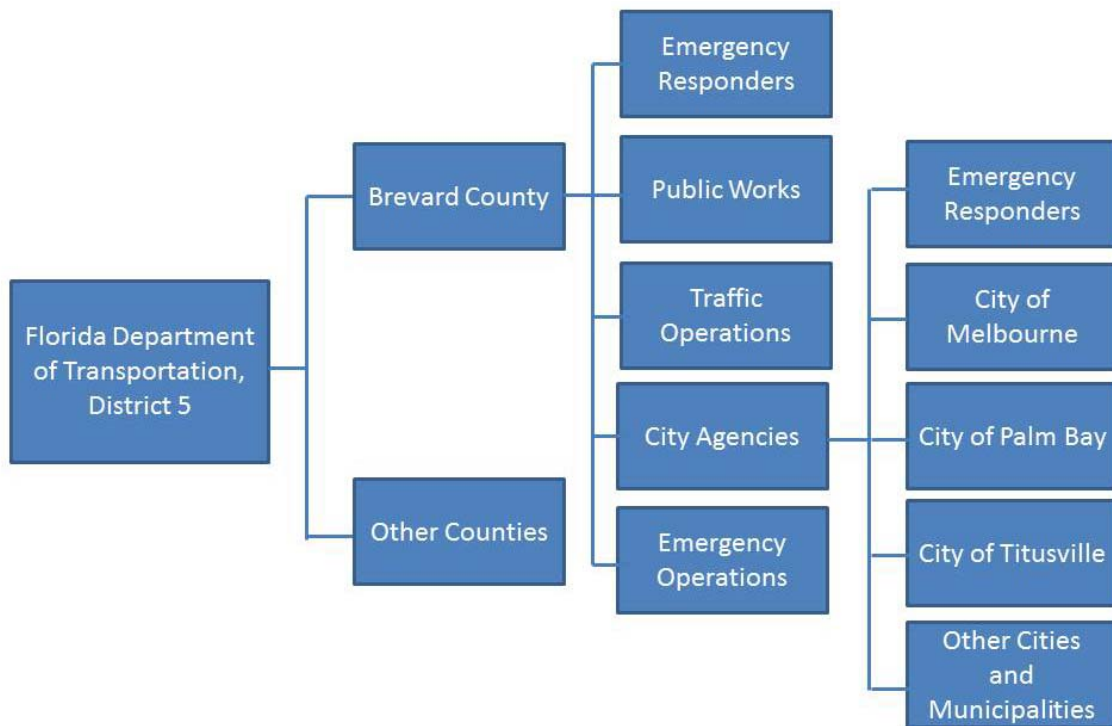 Florida Department
of Transportation,
District 5
Brevard County
Other Counties
Emergency
Responders
Public Works
Traffic
Operations
City Agencies
Emergency
Operations
Emergency
Responders
City of
Melbourne
City of Palm Bay
City of Titusville
Other Cities
and
Municipalities